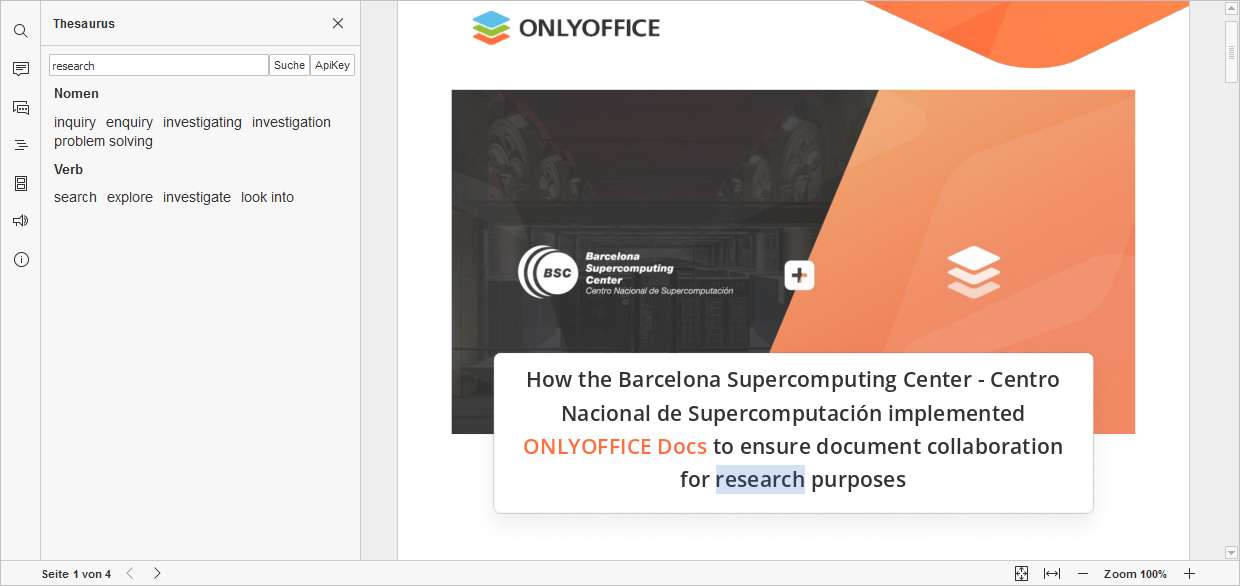 Thesaurus
research
Suche
ApiKey
Nomen
inquiry enquiry investigating investigation
problem solving
Verb
search explore investigate look into
ONLYOFFICE
BSC
Barcelona
Supercomputing
Center
Centro Nacional de Supercomputación
How the Barcelona Supercomputing Center - Centro
Nacional de Supercomputación implemented
ONLYOFFICE Docs to ensure document collaboration
for research purposes
Seite 1 von 4
Zoom 100%